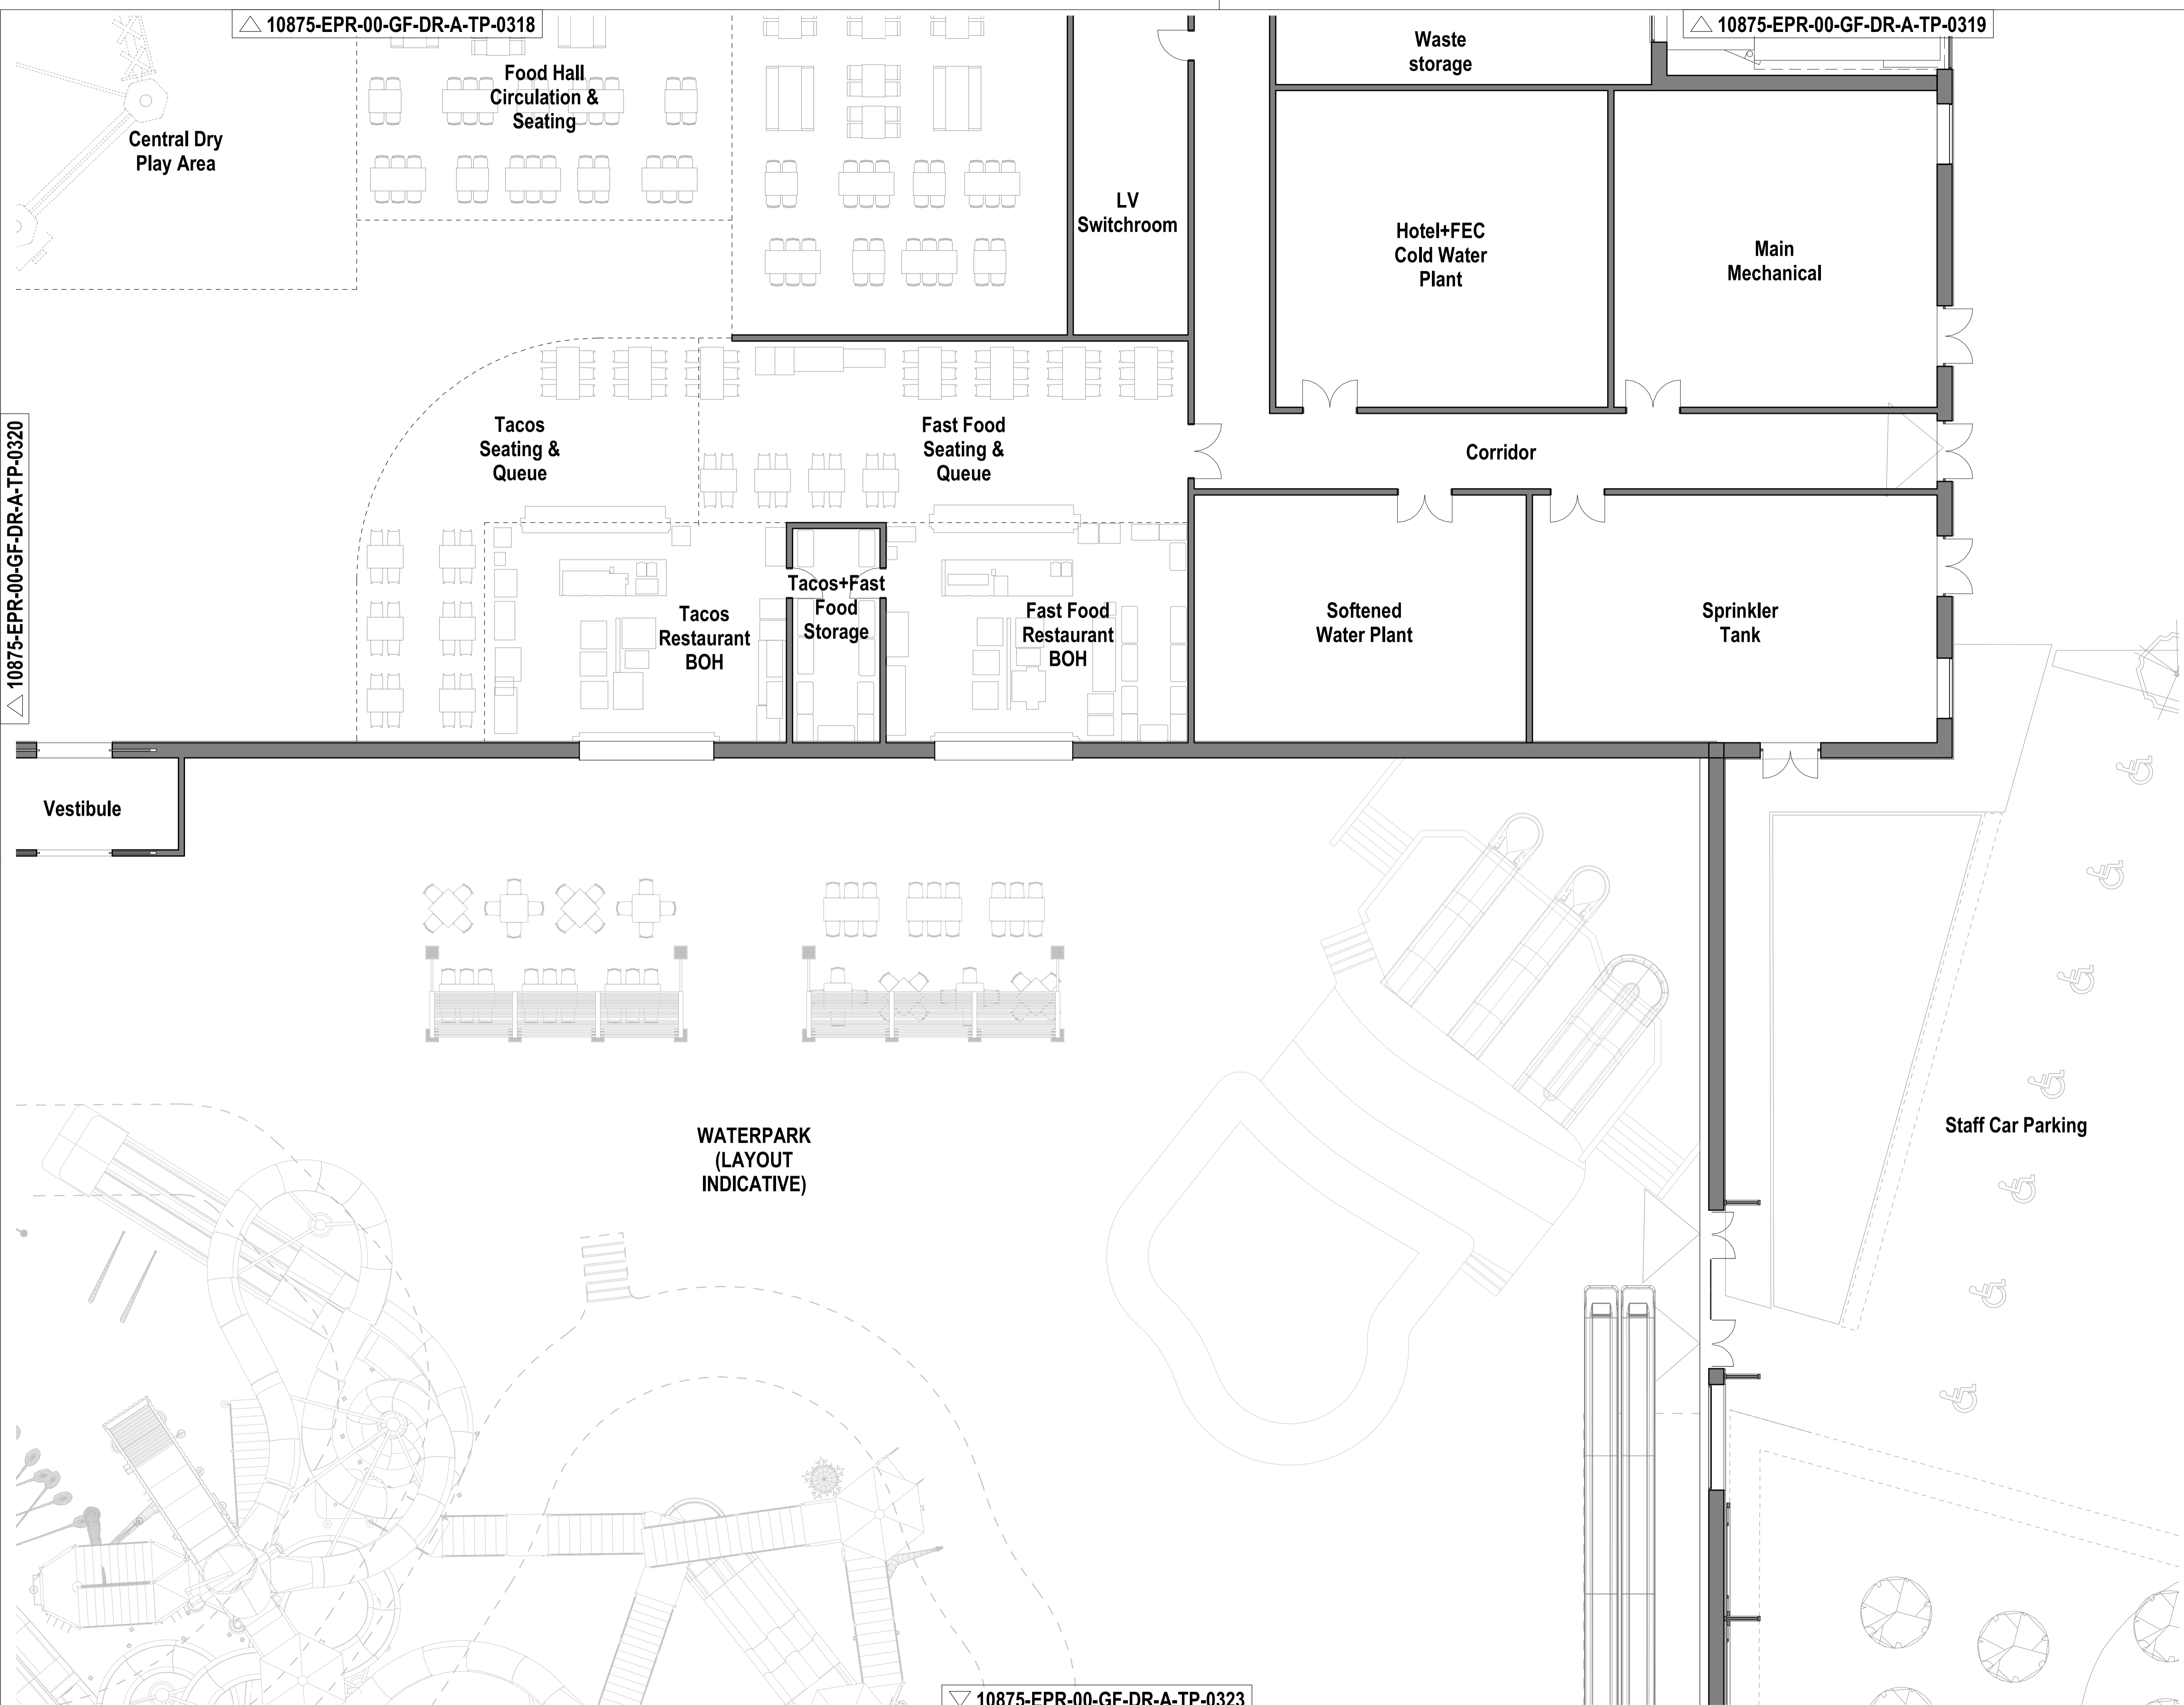 10875-EPR-00-GF-DR-A-TP-0318
10875-EPR-00-GF-DR-A-TP-0319
Food Hall
Circulation &
Seating
Central Dry
Play Area
Waste
storage
LV
Switchroom
Hotel+FEC
Cold Water
Plant
Main
Mechanical
10875-EPR-00-GF-DR-A-TP-0320
Tacos
Seating &
Queue
Fast Food
Seating &
Queue
Corridor
Tacos
Restaurant
BOH
Tacos+Fast
Food
Storage
Fast Food
Restaurant
BOH
Softened
Water Plant
Sprinkler
Tank
Vestibule
WATERPARK
(LAYOUT
INDICATIVE)
Staff Car Parking
10875-EPR-00-GF-DR-A-TP-0323